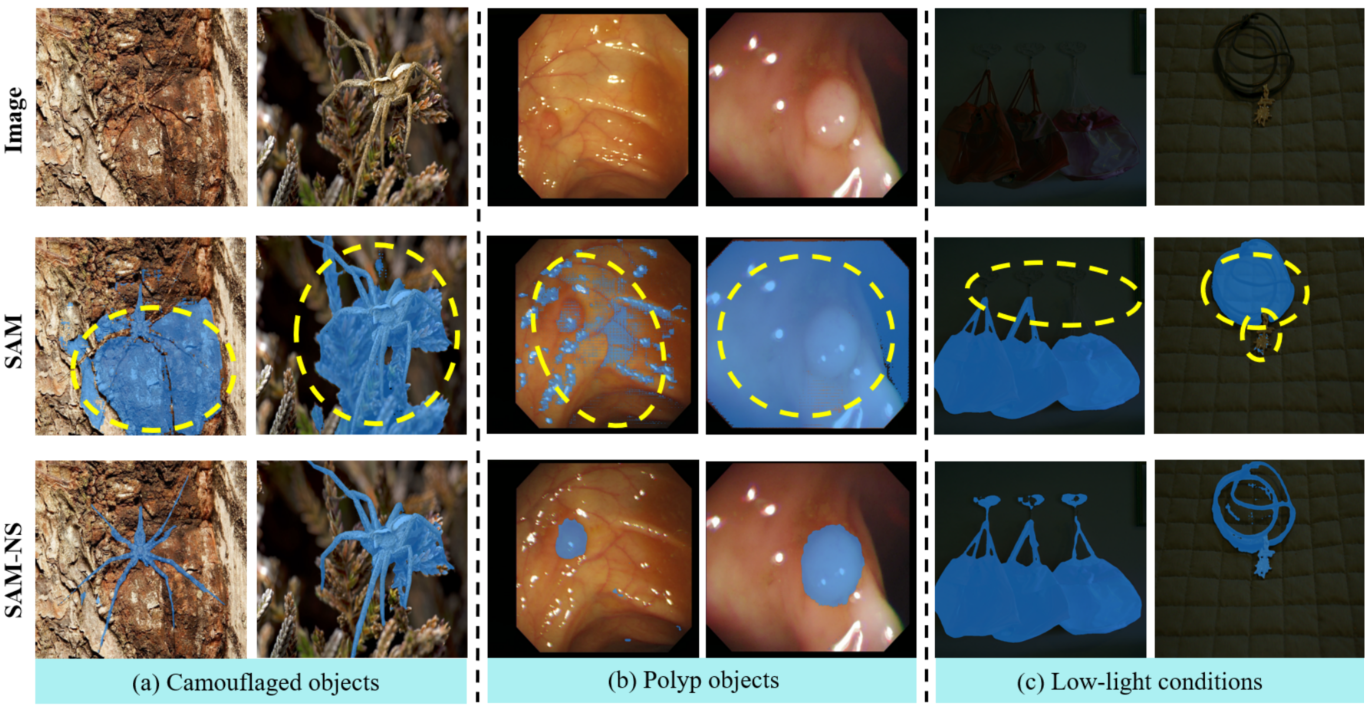 Image
SAM
SAM-NS
(a) Camouflaged objects
(b) Polyp objects
(c) Low-light conditions